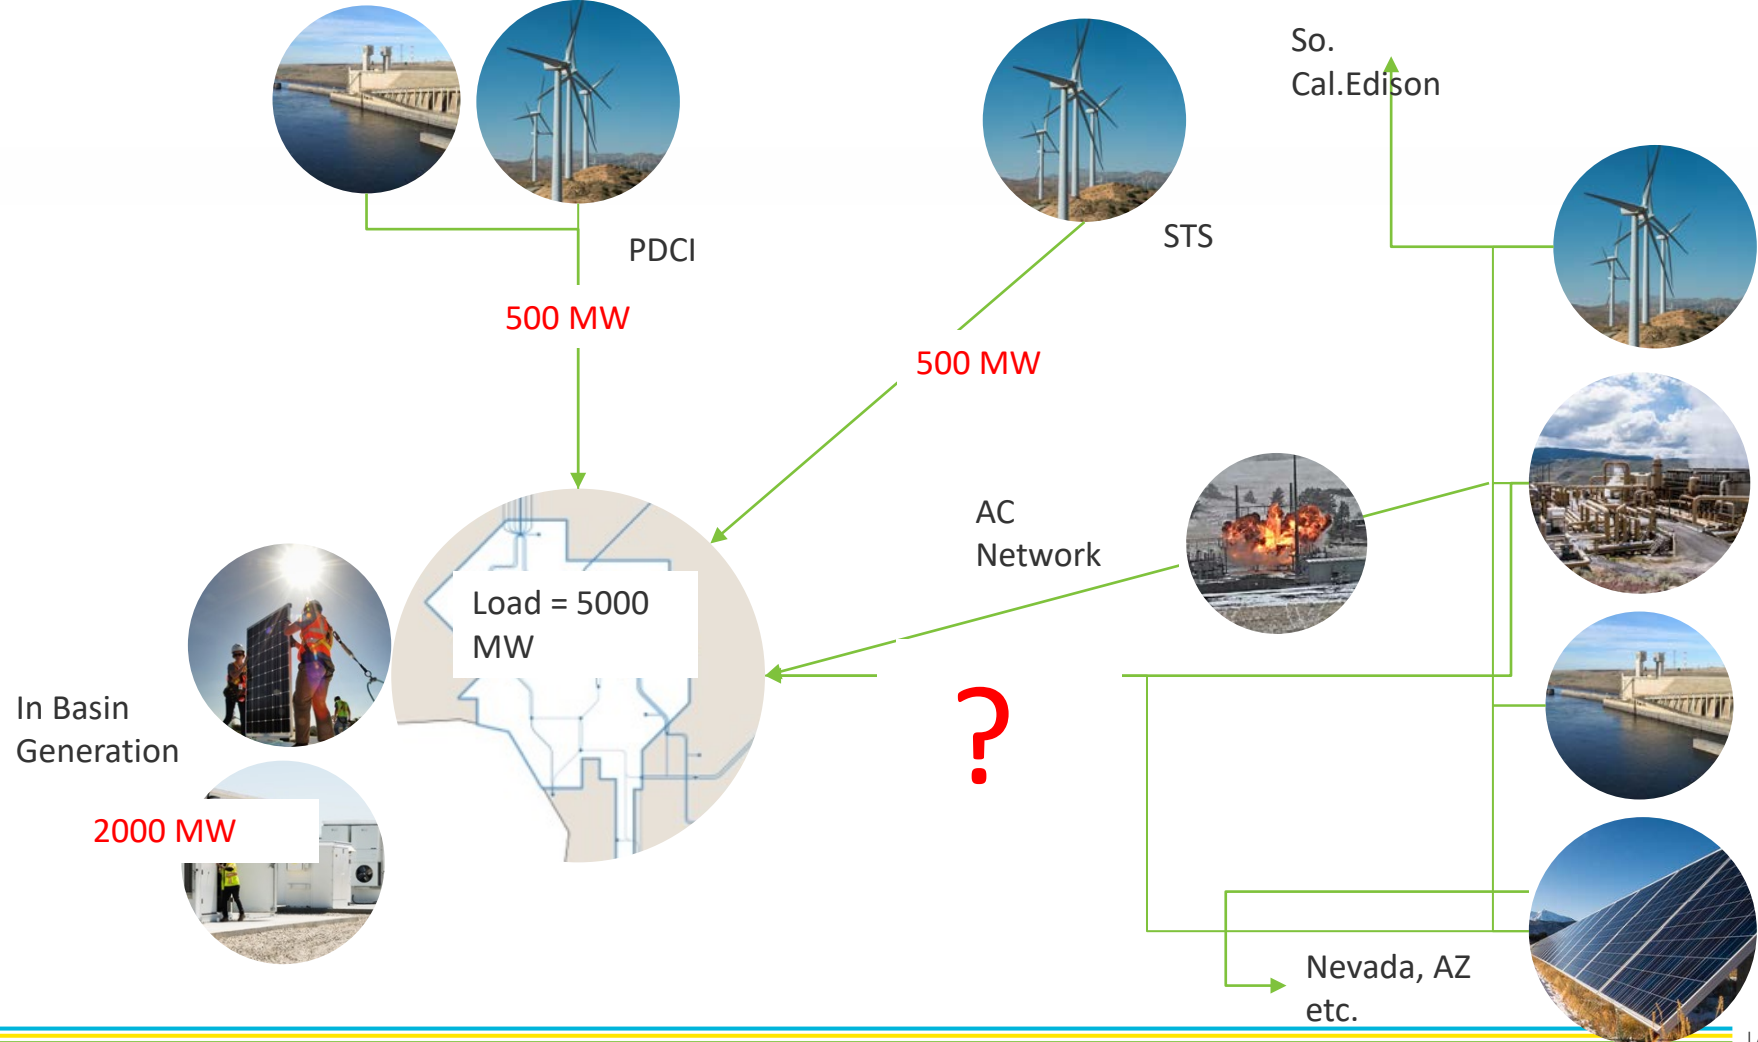 So.
Cal.Edison
PDCI
STS
500 MW
500 MW
AC
Network
Load = 5000
MW
In Basin
Generation
?
2000 MW
Nevada, AZ
etc.